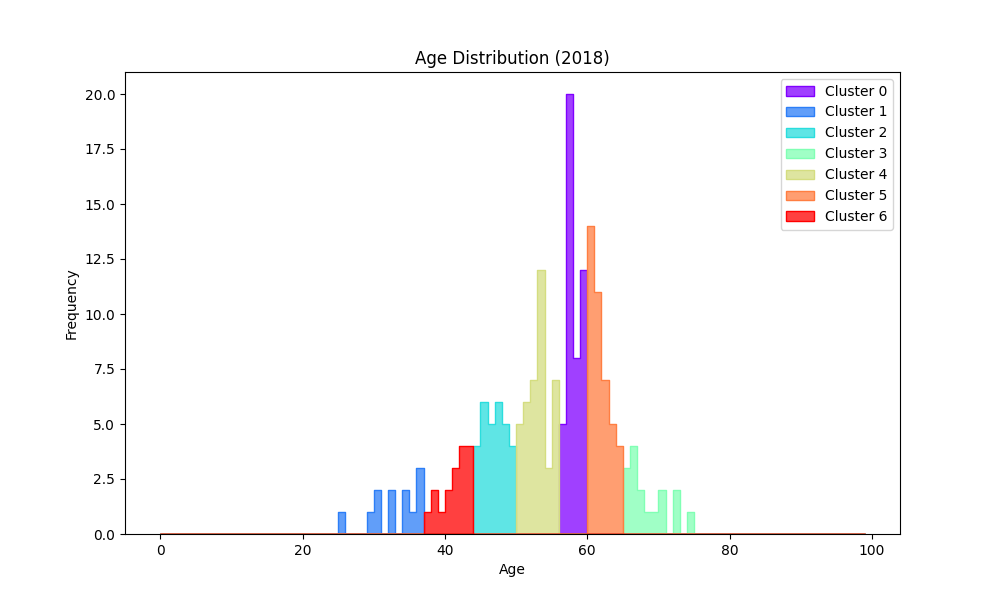 Age Distribution (2018)
20.0
17.5
15.0
12.5
10.0
7.5
5.0
2.5
0.0
Frequency
0 20 40 60 80 100
Age
Cluster 0
Cluster 1
Cluster 2
Cluster 3
Cluster 4
Cluster 5
Cluster 6